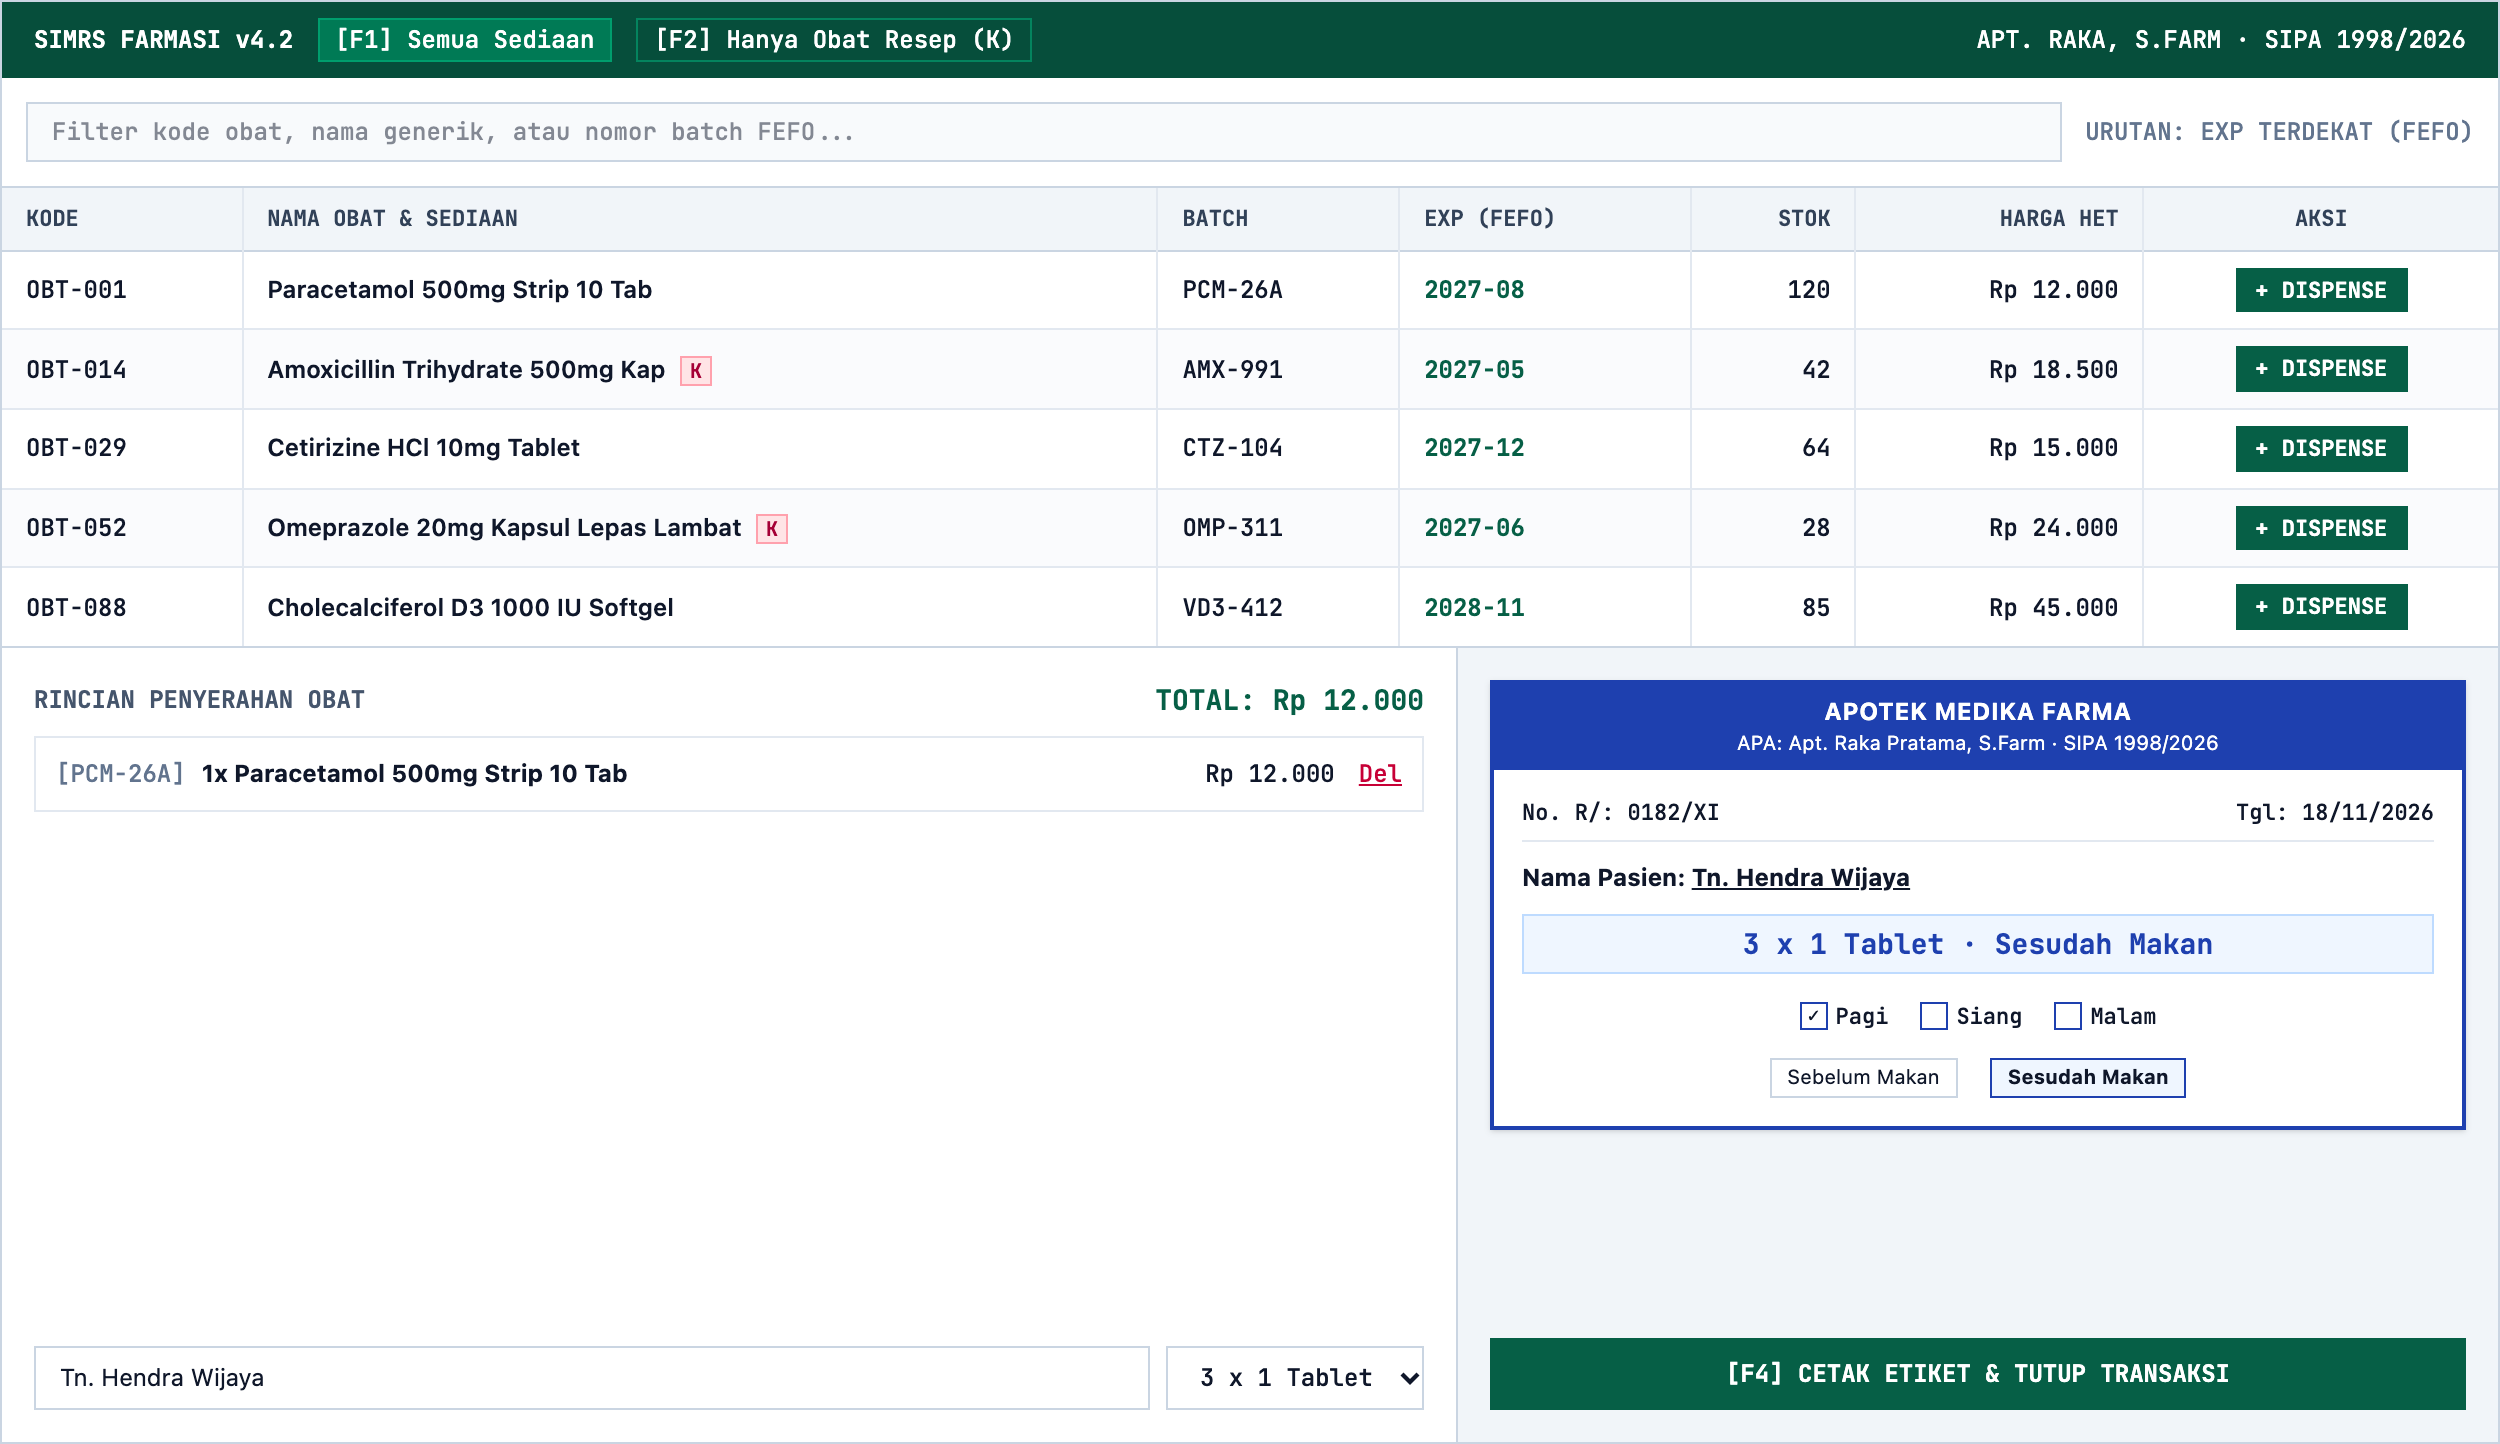 SIMRS FARMASI v4.2 [F1] Semua Sediaan [F2] Hanya Obat Resep (K) APT. RAKA, S.FARM · SIPA 1998/2026
Filter kode obat, nama generik, atau nomor batch FEFO... URUTAN: EXP TERDEKAT (FEFO)
KODE NAMA OBAT & SEDIAAN BATCH EXP (FEFO) STOK HARGA HET AKSI
OBT-001 Paracetamol 500mg Strip 10 Tab PCM-26A 2027-08 120 Rp 12.000 + DISPENSE
OBT-014 Amoxicillin Trihydrate 500mg Kap K AMX-991 2027-05 42 Rp 18.500 + DISPENSE
OBT-029 Cetirizine HCl 10mg Tablet CTZ-104 2027-12 64 Rp 15.000 + DISPENSE
OBT-052 Omeprazole 20mg Kapsul Lepas Lambat K OMP-311 2027-06 28 Rp 24.000 + DISPENSE
OBT-088 Cholecalciferol D3 1000 IU Softgel VD3-412 2028-11 85 Rp 45.000 + DISPENSE
RINCIAN PENYERAHAN OBAT TOTAL: Rp 12.000
[PCM-26A] 1x Paracetamol 500mg Strip 10 Tab Rp 12.000 Del
Tn. Hendra Wijaya 3 x 1 Tablet
APOTEK MEDIKA FARMA
APA: Apt. Raka Pratama, S.Farm · SIPA 1998/2026
No. R/: 0182/XI Tgl: 18/11/2026
Nama Pasien: Tn. Hendra Wijaya
3 x 1 Tablet · Sesudah Makan
✓ Pagi Siang Malam
Sebelum Makan Sesudah Makan
[F4] CETAK ETIKET & TUTUP TRANSAKSI